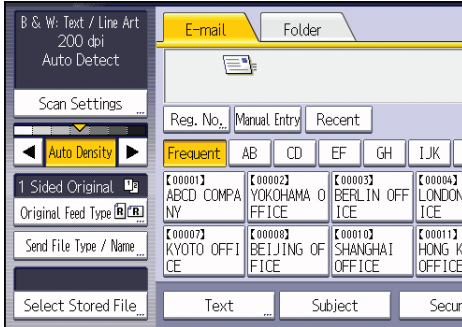 B & W: Text / Line Art
200 dpi
Auto Detect
Scan Settings
Auto Density
1 Sided Original
Original Feed Type
Send File Type / Name
Select Stored File
E-mail
Folder
Reg. No.
Manual Entry
Recent
Frequent
AB
CD
EF
GH
IJK
[00001]
ABCD COMPA
NY
[00002]
YOKOHAMA O
FFICE
[00003]
BERLIN OFF
ICE
[00004]
LONDON
ICE
[00007]
KYOTO OFFI
CE
[00008]
BEIJING OF
FICE
[00010]
SHANGHAI
OFFICE
[00011]
HONG K
OFFICE
Text
Subject
Secur